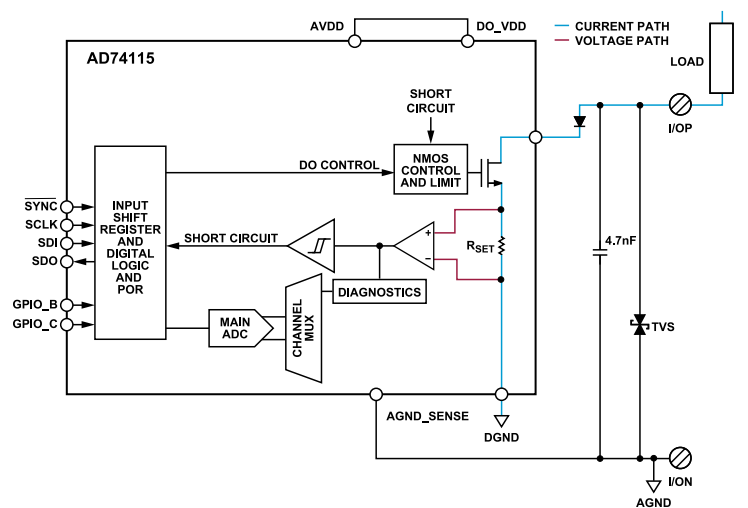 AVDD
DO_VDD
CURRENT PATH
VOLTAGE PATH
LOAD
AD74115
SHORT
CIRCUIT
I/OP
DO CONTROL
NMOS
CONTROL
AND LIMIT
INPUT
SHIFT
REGISTER
AND
DIGITAL
LOGIC
AND
POR
SYNC
SCLK
SDI
SDO
GPIO_B
GPIO_C
SHORT CIRCUIT
+
–
RSET
4.7nF
DIAGNOSTICS
MAIN
ADC
CHANNEL
MUX
TVS
AGND_SENSE
DGND
I/ON
AGND